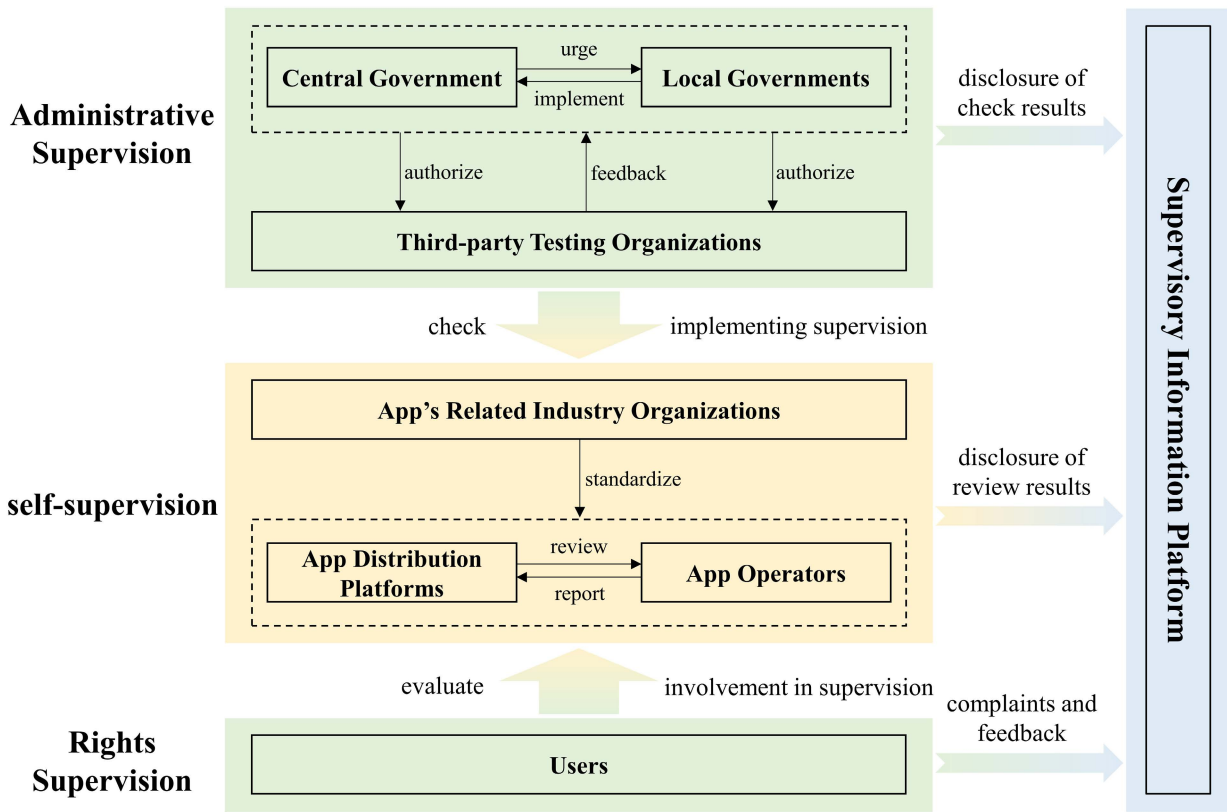 Administrative
Supervision
Central Government
urge
implement
Local Governments
authorize
feedback
authorize
Third-party Testing Organizations
disclosure of
check results
check
implementing supervision
self-supervision
App's Related Industry Organizations
standardize
App Distribution
Platforms
review
report
App Operators
disclosure of
review results
evaluate
involvement in supervision
Rights
Supervision
Users
complaints and
feedback
Supervisory Information Platform